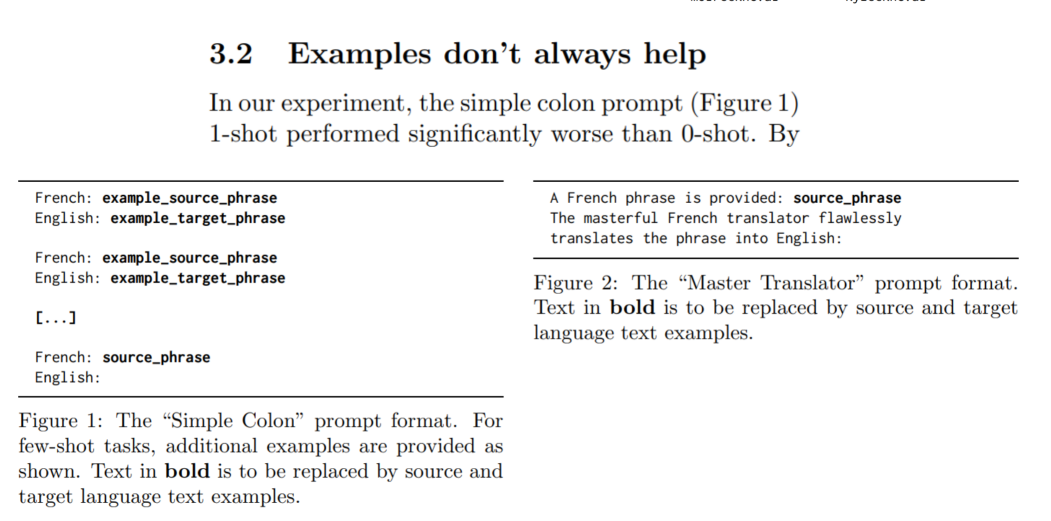 3.2 Examples don't always help
In our experiment, the simple colon prompt (Figure 1)
1-shot performed significantly worse than 0-shot. By
French: example_source_phrase
English: example_target_phrase
French: example_source_phrase
English: example_target_phrase
[...]
French: source_phrase
English:
Figure 1: The “Simple Colon” prompt format. For
few-shot tasks, additional examples are provided as
shown. Text in bold is to be replaced by source and
target language text examples.
A French phrase is provided: source_phrase
The masterful French translator flawlessly
translates the phrase into English:
Figure 2: The “Master Translator” prompt format.
Text in bold is to be replaced by source and target
language text examples.